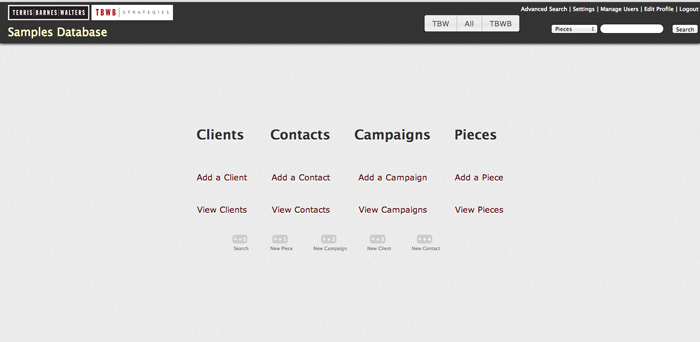 TERRIS|BARNES|WALTERS TBWB STRATEGIES
Advanced Search | Settings | Manage Users | Edit Profile | Logout
Samples Database
TBW All TBWB
Pieces Search
Clients Contacts Campaigns Pieces
Add a Client Add a Contact Add a Campaign Add a Piece
View Clients View Contacts View Campaigns View Pieces
Search New Piece New Campaign New Client New Contact